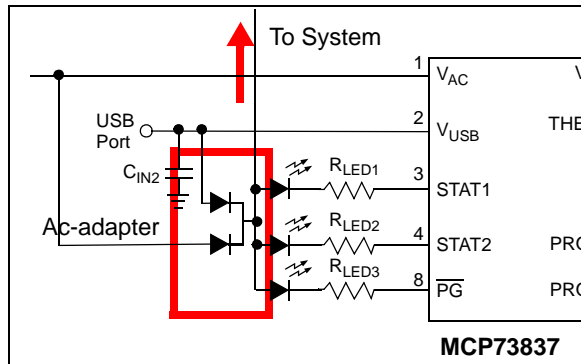 To System
1
VAC
V
USB
Port
2
VUSB
THE
CIN2
RLED1
3
STAT1
Ac-adapter
RLED2
4
STAT2
PRO
RLED3
8
PG
PRO
MCP73837